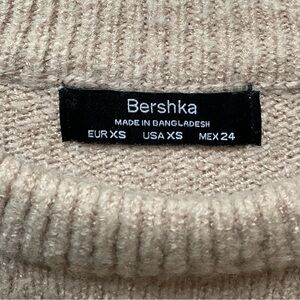 Bershka
MADE IN BANGLADESH
EUR XS USA XS MEX 24